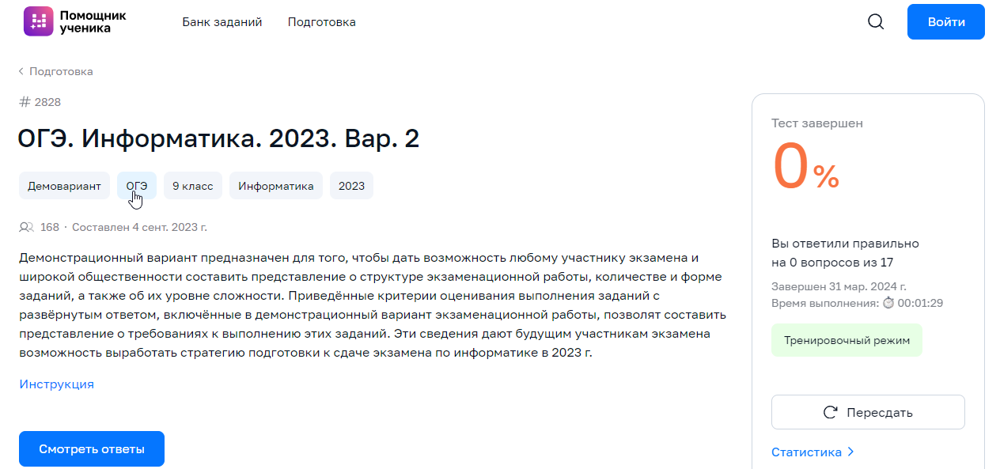 Помощник
ученика
Банк заданий
Подготовка
Войти
Подготовка
# 2828
ОГЭ. Информатика. 2023. Вар. 2
Демовариант
ОГЭ
9 класс
Информатика
2023
168 · Составлен 4 сент. 2023 г.
Демонстрационный вариант предназначен для того, чтобы дать возможность любому участнику экзамена и
широкой общественности составить представление о структуре экзаменационной работы, количестве и форме
заданий, а также об их уровне сложности. Приведённые критерии оценивания выполнения заданий с
развёрнутым ответом, включённые в демонстрационный вариант экзаменационной работы, позволят составить
представление о требованиях к выполнению этих заданий. Эти сведения дают будущим участникам экзамена
возможность выработать стратегию подготовки к сдаче экзамена по информатике в 2023 г.
Инструкция
Смотреть ответы
Тест завершен
0%
Вы ответили правильно
на 0 вопросов из 17
Завершен 31 мар. 2024 г.
Время выполнения: 00:01:29
Тренировочный режим
Пересдать
Статистика